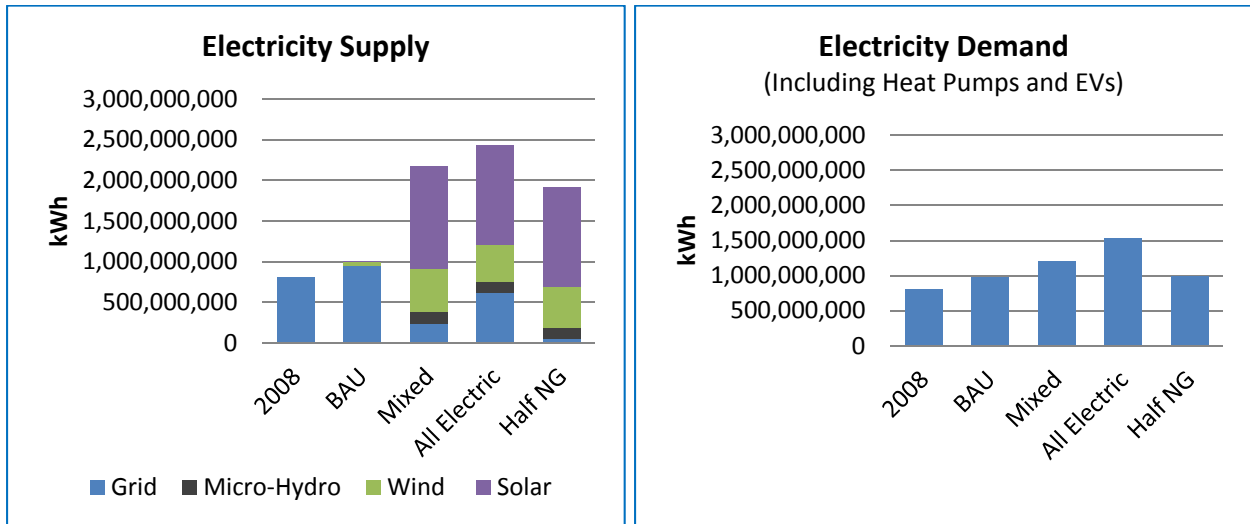 Electricity Supply
3,000,000,000
2,500,000,000
2,000,000,000
1,500,000,000
1,000,000,000
500,000,000
0
kWh
2008
BAU
Mixed
All Electric
Half NG
Grid Micro-Hydro Wind Solar
Electricity Demand
(Including Heat Pumps and EVs)
3,000,000,000
2,500,000,000
2,000,000,000
1,500,000,000
1,000,000,000
500,000,000
0
kWh
2008
BAU
Mixed
All Electric
Half NG